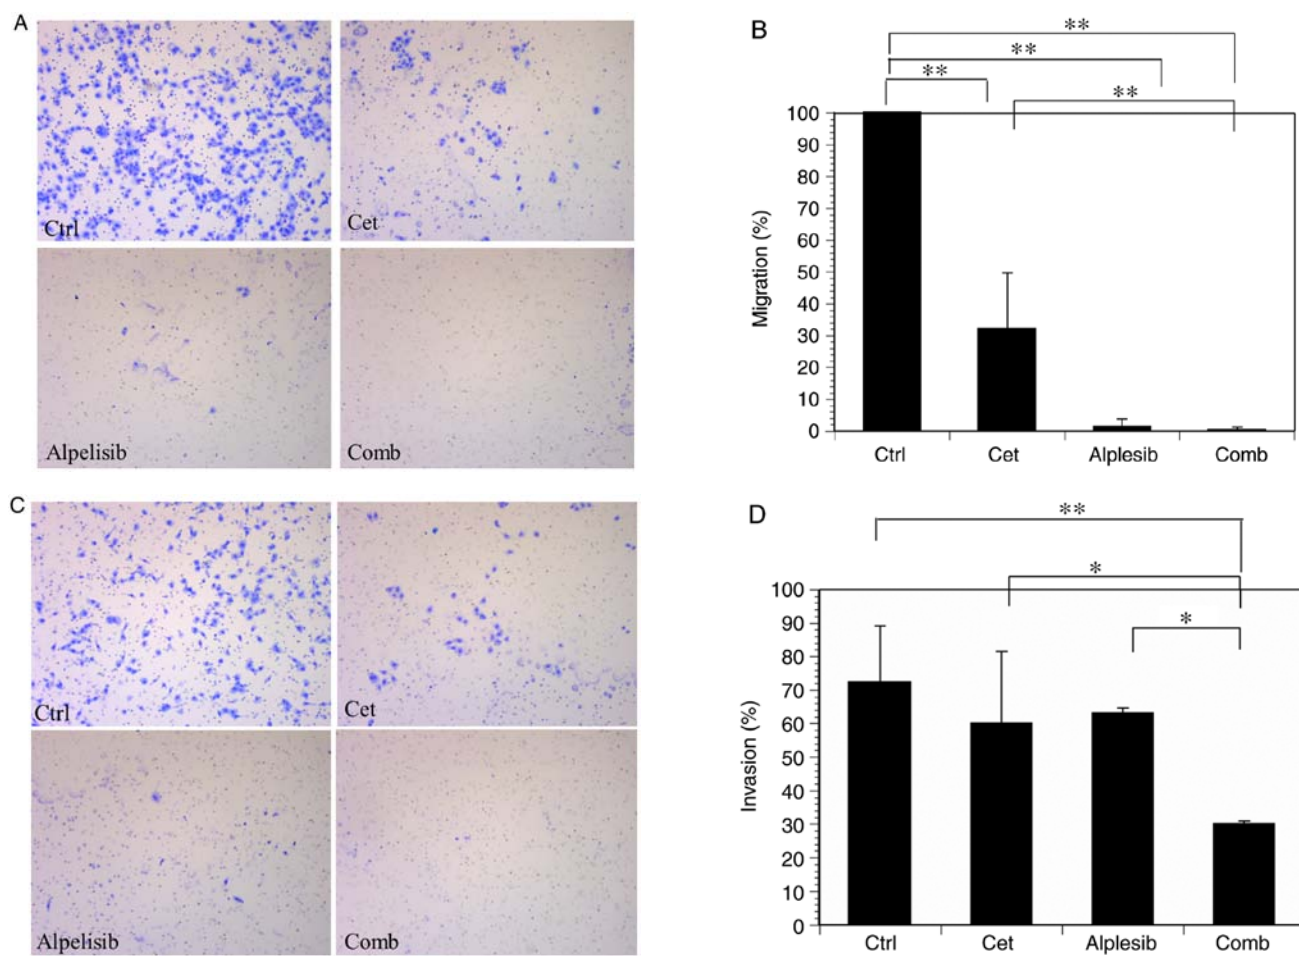 A
Ctrl
Cet
Alpelisib
Comb
B
**
**
**
**
Migration (%)
100
90
80
70
60
50
40
30
20
10
0
Ctrl
Cet
Alplesib
Comb
C
Ctrl
Cet
Alpelisib
Comb
D
**
*
*
Invasion (%)
100
90
80
70
60
50
40
30
20
10
0
Ctrl
Cet
Alplesib
Comb